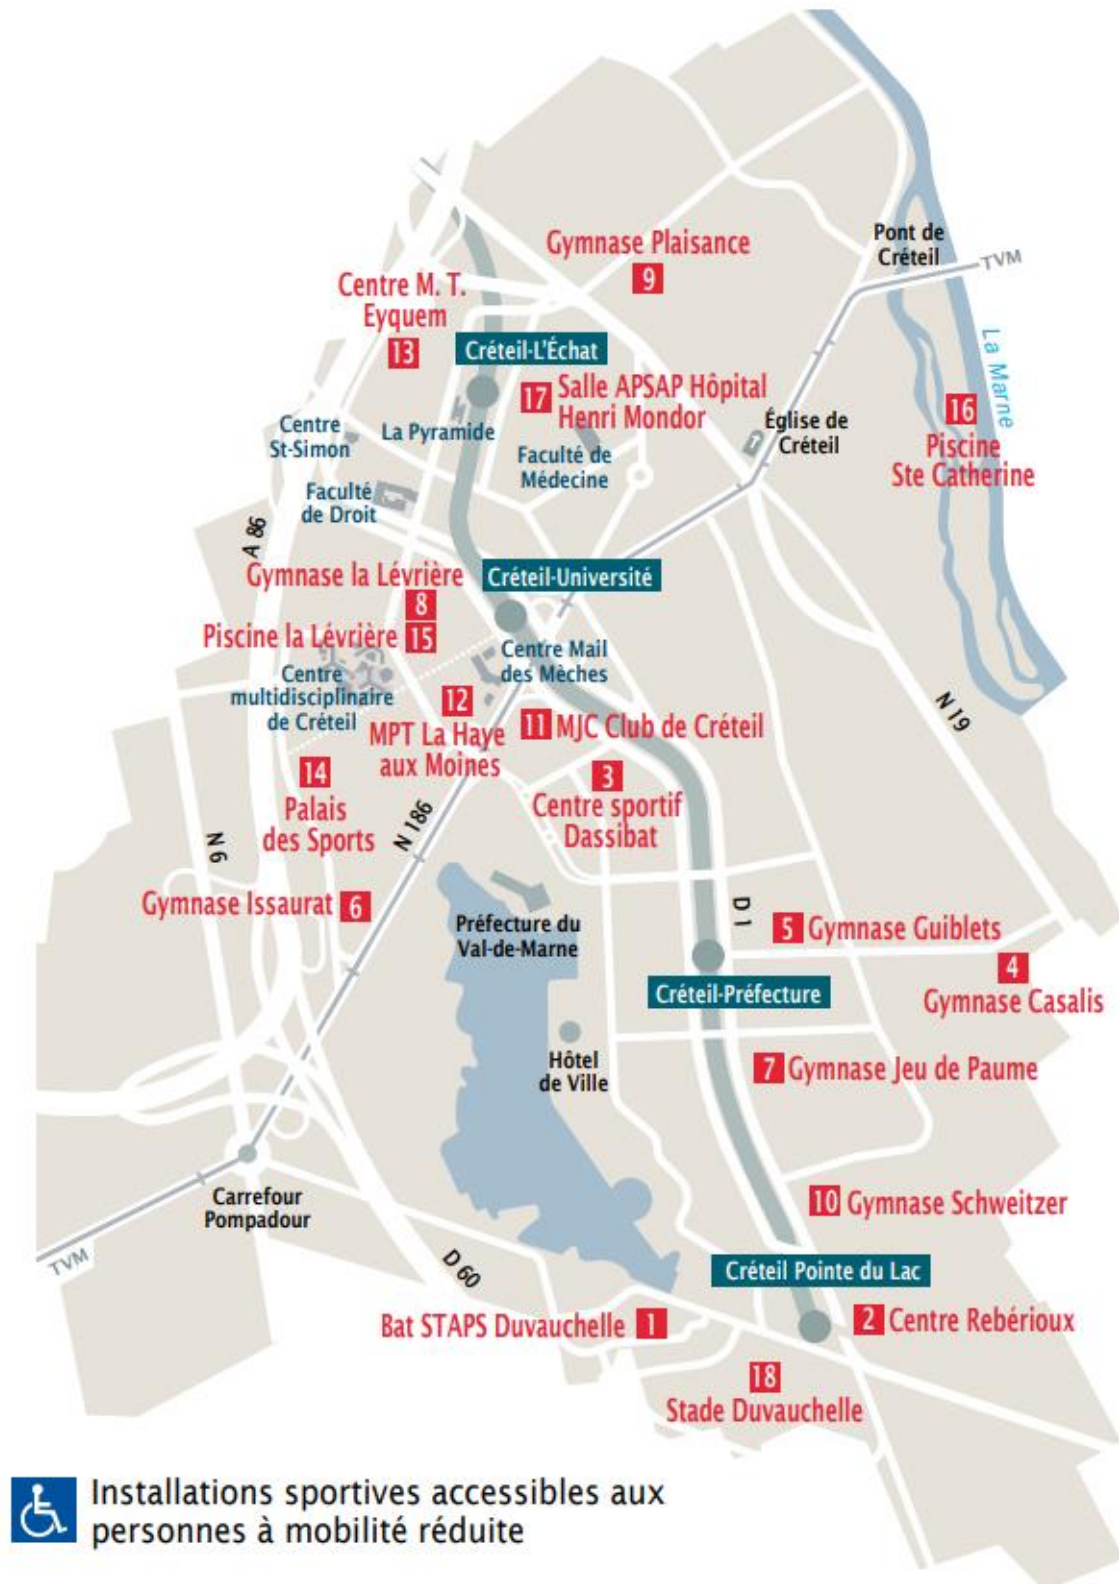 Pont de
Créteil
TVM
Gymnase Plaisance
9
Centre M. T.
Eyquem
13
Créteil-L'Échat
La Marne
17
Salle APSAP Hôpital
Henri Mondor
16
Piscine
Ste Catherine
Église de
Créteil
Centre
St-Simon
La Pyramide
Faculté de
Médecine
Faculté
de Droit
A 86
Gymnase la Lévrière
8
Créteil-Université
Piscine la Lévrière
15
Centre Mail
des Mèches
Centre
multidisciplinaire
de Créteil
12
MPT La Haye
aux Moines
11
MJC Club de Créteil
N 19
14
Palais
des Sports
3
Centre sportif
Dassibat
N 186
N 6
Gymnase Issaurat
6
Préfecture du
Val-de-Marne
D 1
5
Gymnase Guiblets
4
Gymnase Casalis
Créteil-Préfecture
Hôtel
de Ville
7
Gymnase Jeu de Paume
Carrefour
Pompadour
10
Gymnase Schweitzer
TVM
D 60
Créteil Pointe du Lac
Bat STAPS Duvauchelle
1
2
Centre Rebérioux
18
Stade Duvauchelle
Installations sportives accessibles aux
personnes à mobilité réduite